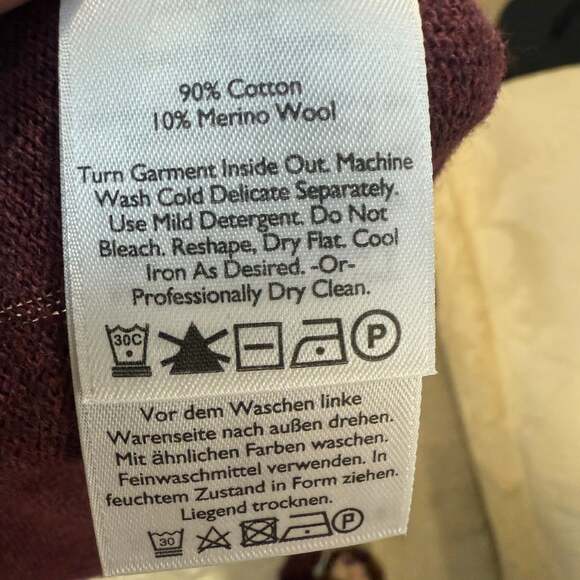 90% Cotton
10% Merino Wool
Turn Garment Inside Out. Machine
Wash Cold Delicate Separately.
Use Mild Detergent. Do Not
Bleach. Reshape, Dry Flat. Cool
Iron As Desired. -Or-
Professionally Dry Clean.
30C P
Vor dem Waschen linke
Warenseite nach außen drehen.
Mit ähnlichen Farben waschen.
Feinwaschmittel verwenden. In
feuchtem Zustand in Form ziehen.
Liegend trocknen.
30 P